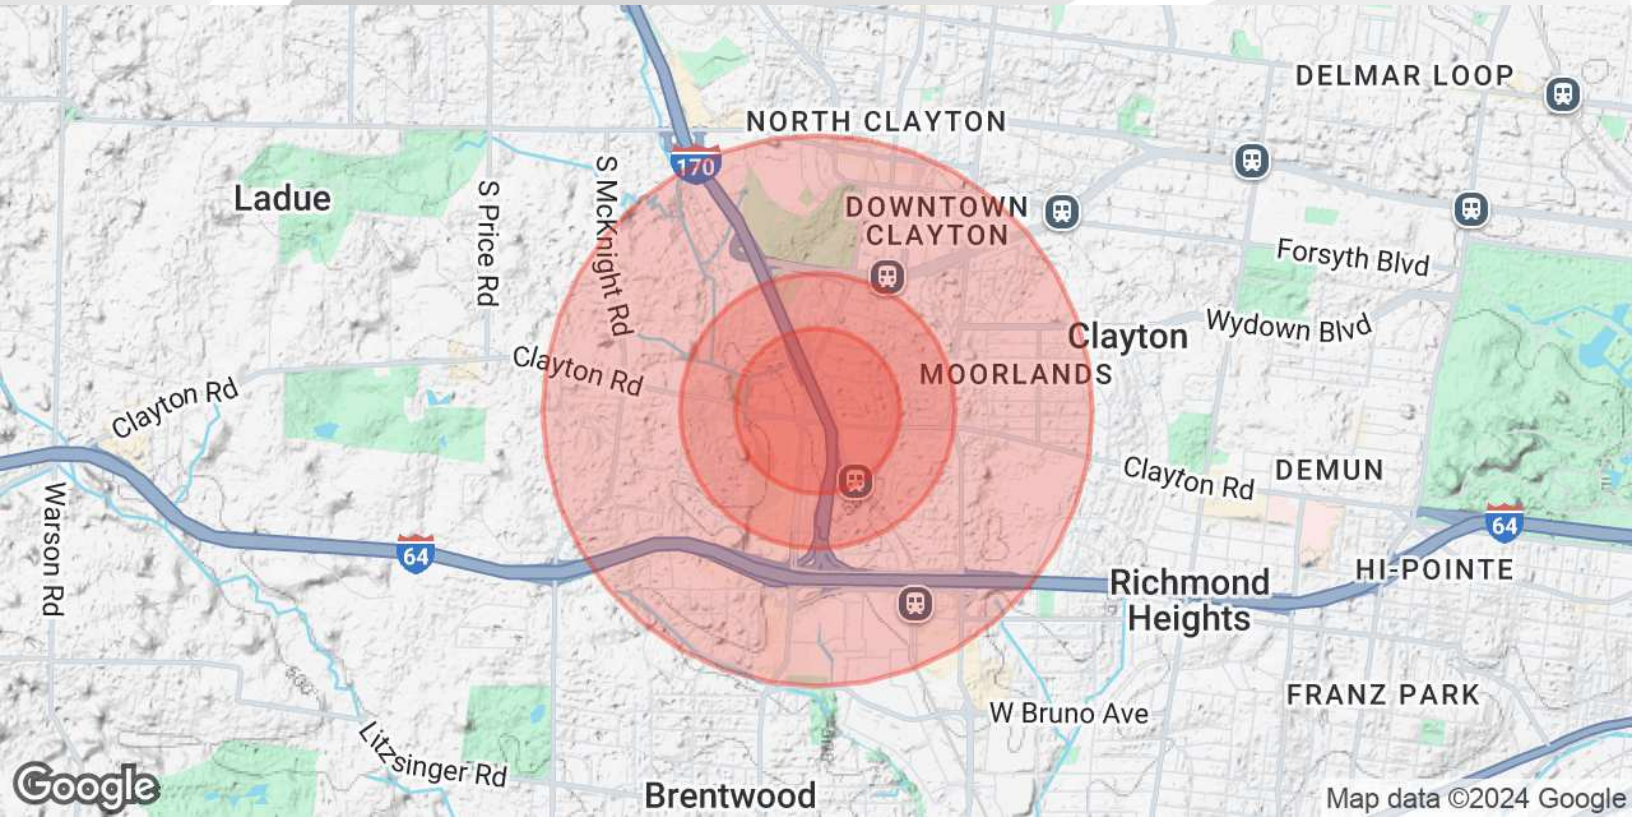 DELMAR LOOP
NORTH CLAYTON
170
Ladue
S Price Rd
S McKnight Rd
DOWNTOWN
CLAYTON
Forsyth Blvd
Wydown Blvd
Clayton
MOORLANDS
Clayton Rd
Clayton Rd
Clayton Rd
DEMUN
Warson Rd
64
64
HI-POINTE
Richmond
Heights
FRANZ PARK
W Bruno Ave
Litzsinger Rd
Brentwood
Google
Map data ©2024 Google